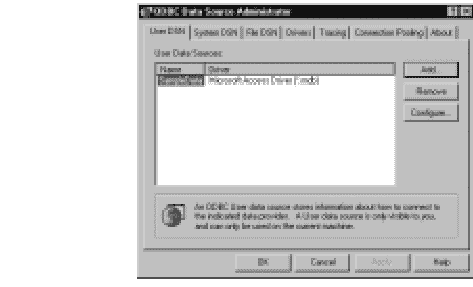 ODBC Data Source Administrator
User DSN System DSN File DSN Drivers Tracing Connection Pooling About
User Data Sources:
Name Driver
Microsoft Access Driver (*.mdb)
Add...
Remove
Configure...
An ODBC User data source stores information about how to connect to
the indicated data provider. A User data source is only visible to you,
and can only be used on the current machine.
OK Cancel Apply Help